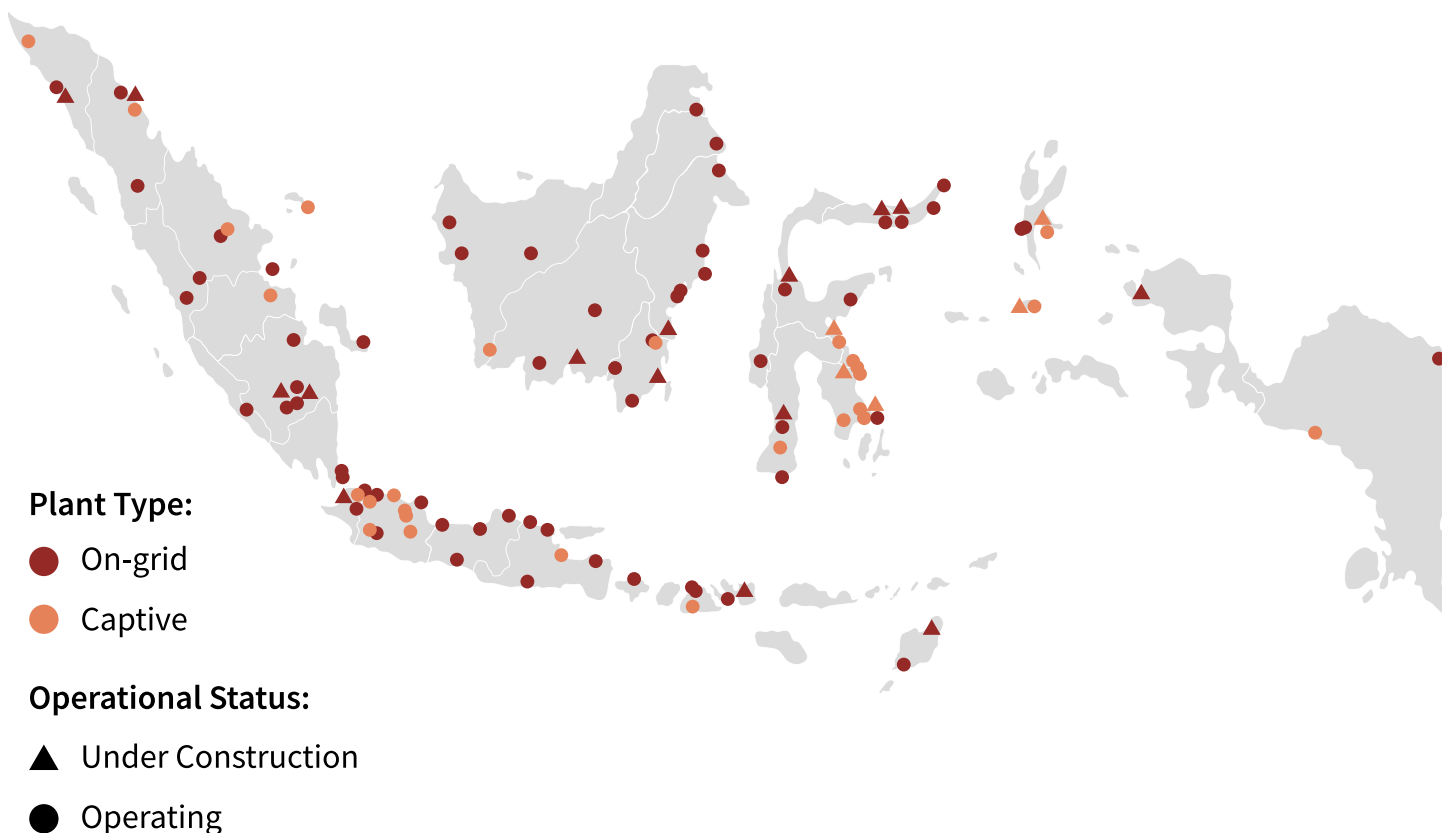 Plant Type:
On-grid
Captive
Operational Status:
Under Construction
Operating